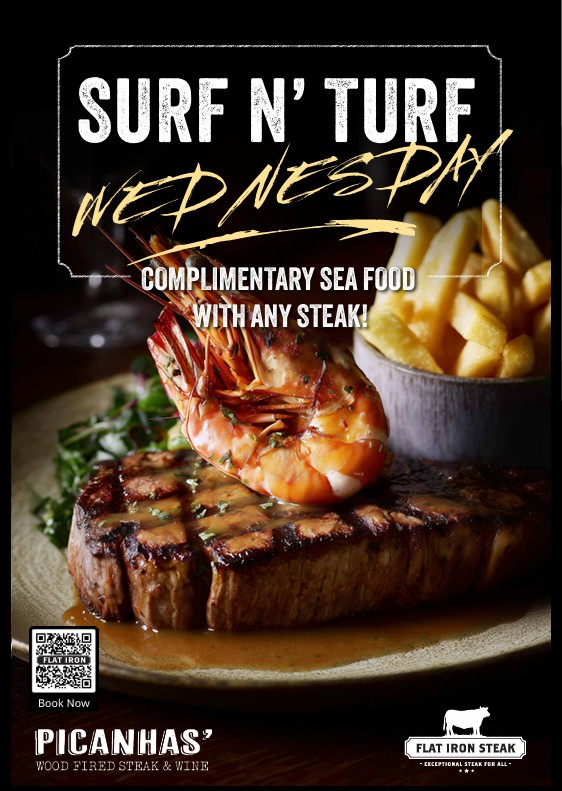 SURF N' TURF
WEDNESDAY
COMPLIMENTARY SEA FOOD
WITH ANY STEAK!
FLAT IRON
Book Now
PICANHAS'
WOOD FIRED STEAK & WINE
FLAT IRON STEAK
- EXCEPTIONAL STEAK FOR ALL -